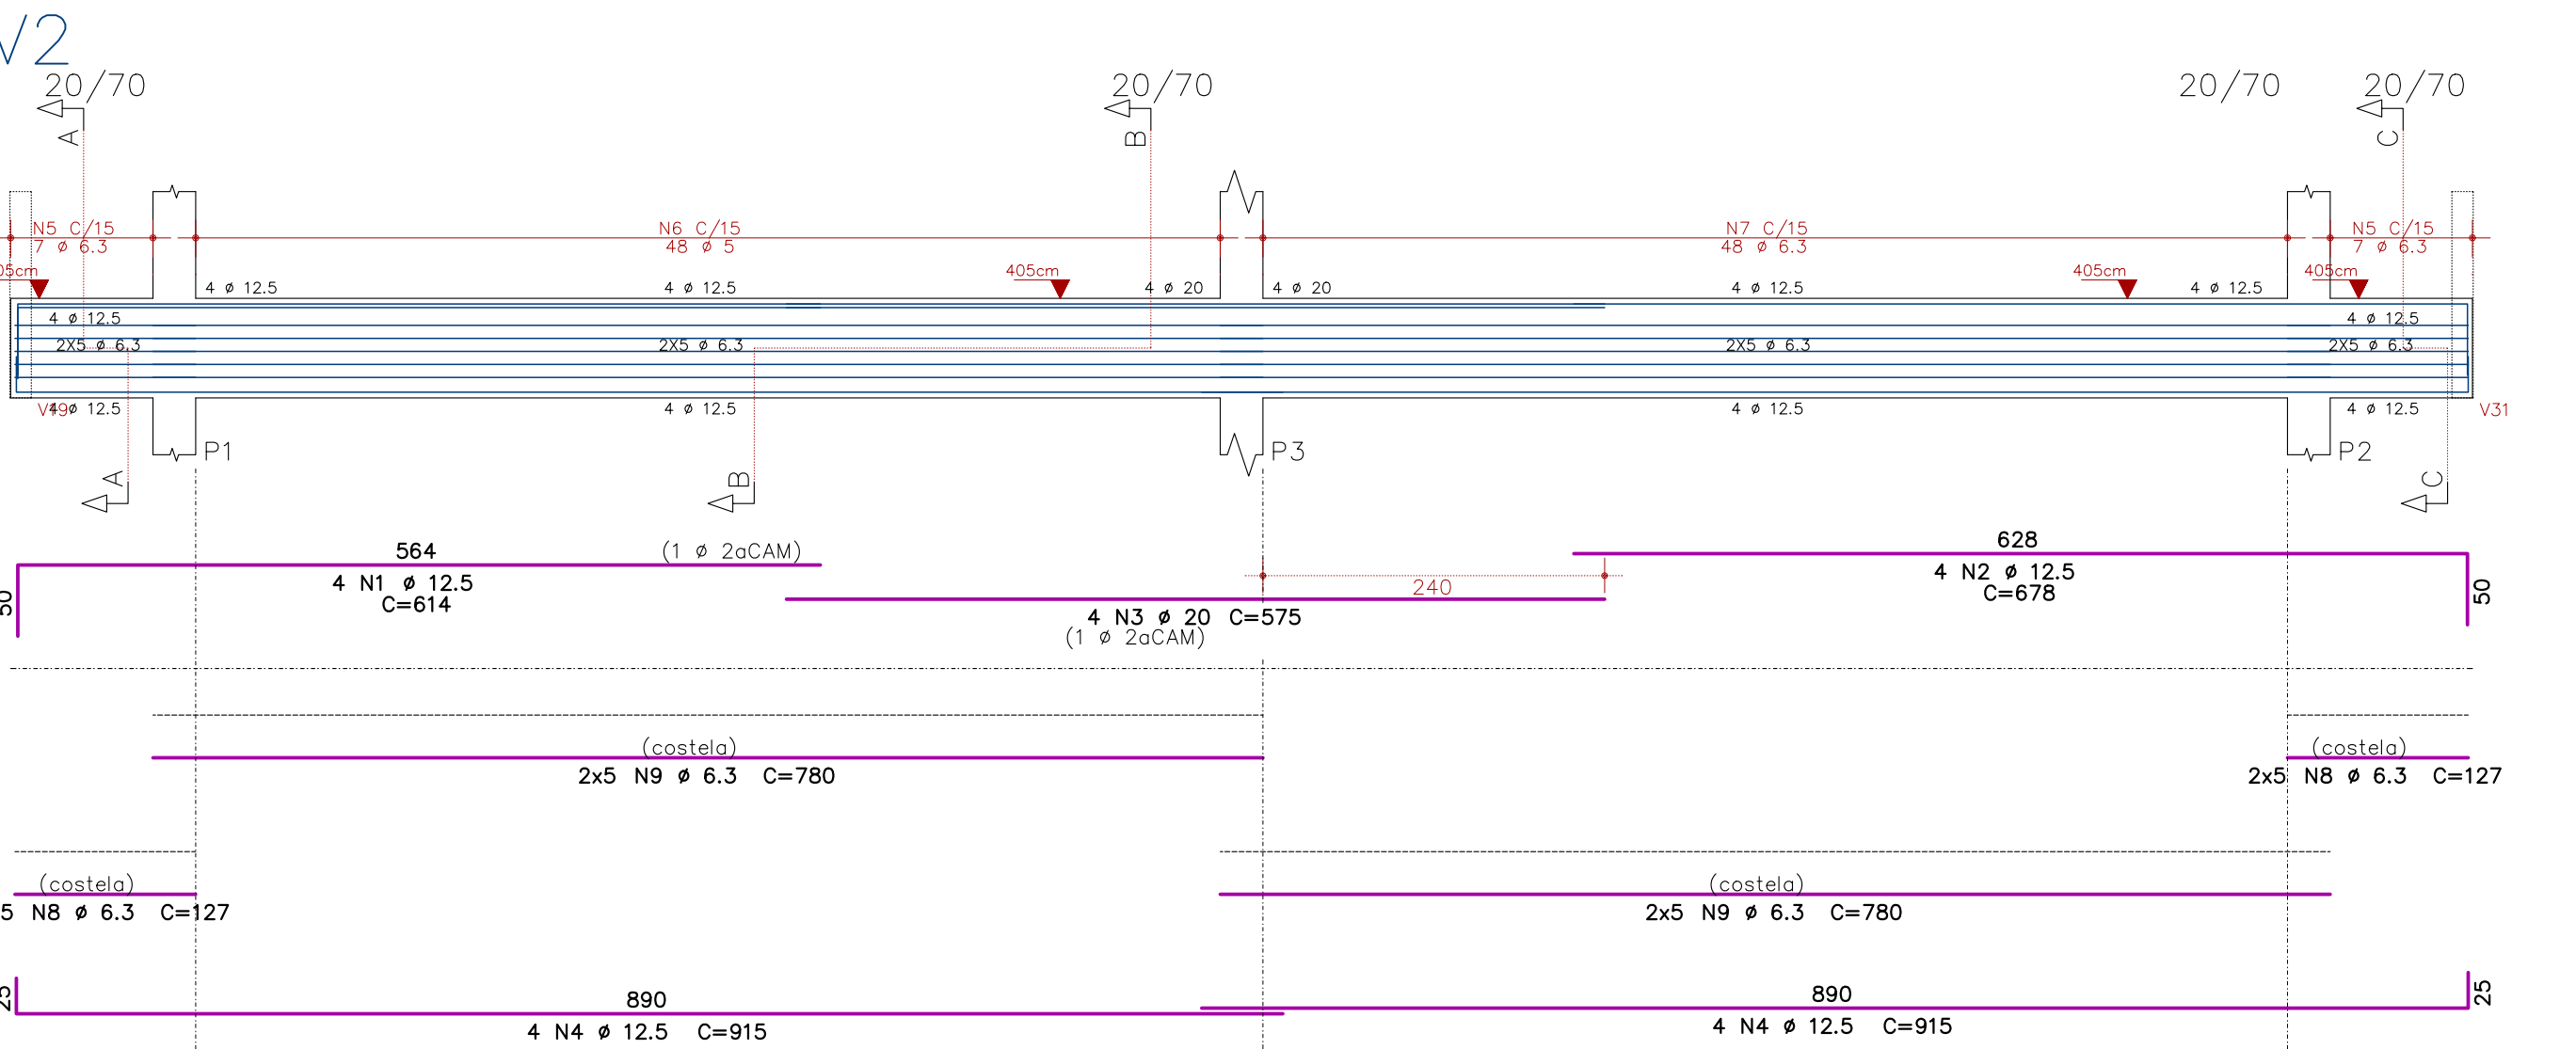 V2
20/70
20/70
20/70
20/70
A
B
C
N5 C/15
7 ø 6.3
N6 C/15
48 ø 5
N7 C/15
48 ø 6.3
N5 C/15
7 ø 6.3
405cm
405cm
405cm
4 ø 12.5
4 ø 12.5
4 ø 20
4 ø 20
4 ø 12.5
4 ø 12.5
4 ø 12.5
4 ø 12.5
2X5 ø 6.3
2X5 ø 6.3
2X5 ø 6.3
2X5 ø 6.3
V19
4 ø 12.5
4 ø 12.5
4 ø 12.5
4 ø 12.5
V31
P1
P3
P2
A
B
C
564
(1 ø 2aCAM)
50
4 N1 ø 12.5
C=614
240
4 N3 ø 20 C=575
(1 ø 2aCAM)
628
4 N2 ø 12.5
C=678
50
(costela)
2x5 N9 ø 6.3 C=780
(costela)
2x5 N8 ø 6.3 C=127
(costela)
5 N8 ø 6.3 C=127
(costela)
2x5 N9 ø 6.3 C=780
25
890
4 N4 ø 12.5 C=915
890
4 N4 ø 12.5 C=915
25